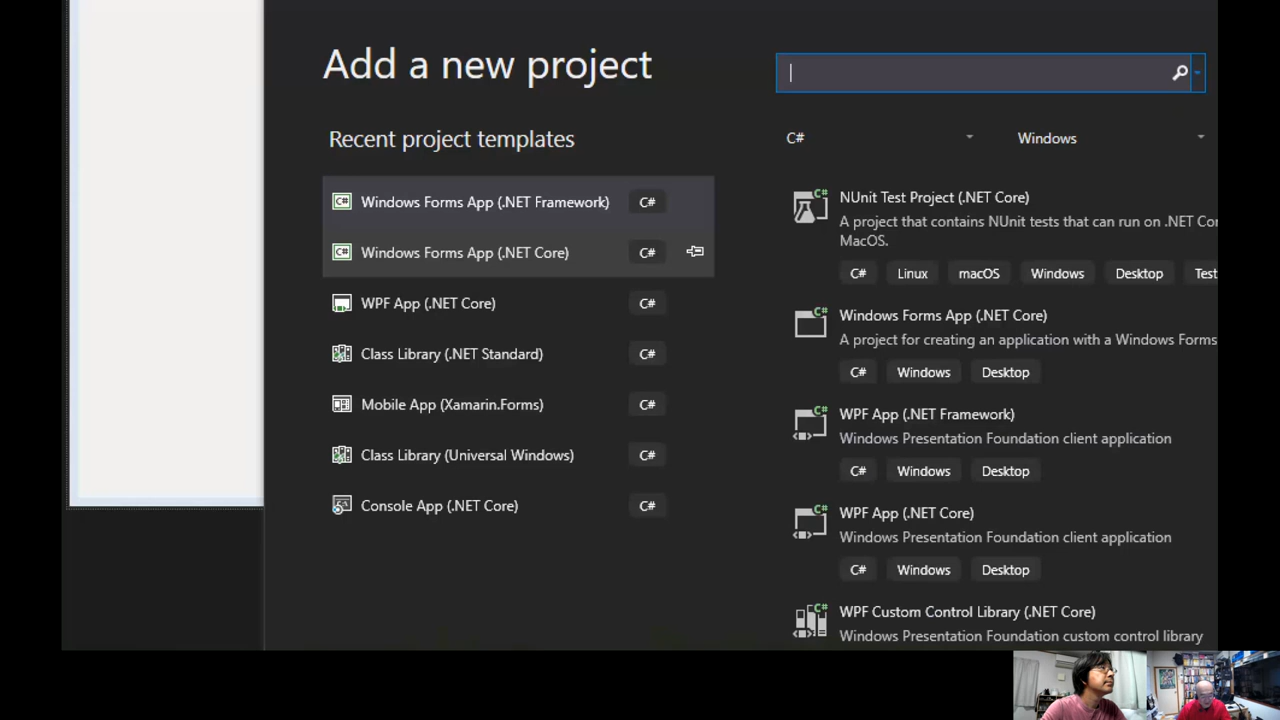 Add a new project
Recent project templates
Windows Forms App (.NET Framework) C#
Windows Forms App (.NET Core) C#
WPF App (.NET Core) C#
Class Library (.NET Standard) C#
Mobile App (Xamarin.Forms) C#
Class Library (Universal Windows) C#
Console App (.NET Core) C#
C# Windows
NUnit Test Project (.NET Core)
A project that contains NUnit tests that can run on .NET Co
MacOS.
C# Linux macOS Windows Desktop Test
Windows Forms App (.NET Core)
A project for creating an application with a Windows Forms
C# Windows Desktop
WPF App (.NET Framework)
Windows Presentation Foundation client application
C# Windows Desktop
WPF App (.NET Core)
Windows Presentation Foundation client application
C# Windows Desktop
WPF Custom Control Library (.NET Core)
Windows Presentation Foundation custom control library